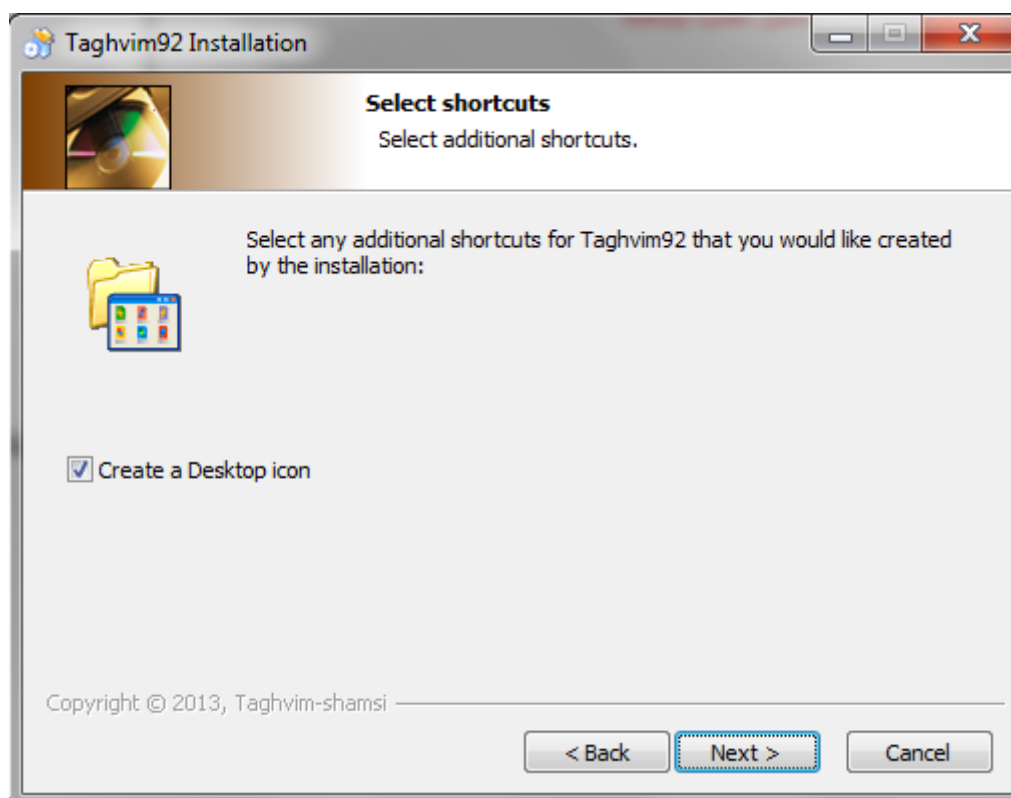 Taghvim92 Installation
Select shortcuts
Select additional shortcuts.
Select any additional shortcuts for Taghvim92 that you would like created
by the installation:
Create a Desktop icon
Copyright © 2013, Taghvim-shamsi
< Back Next > Cancel